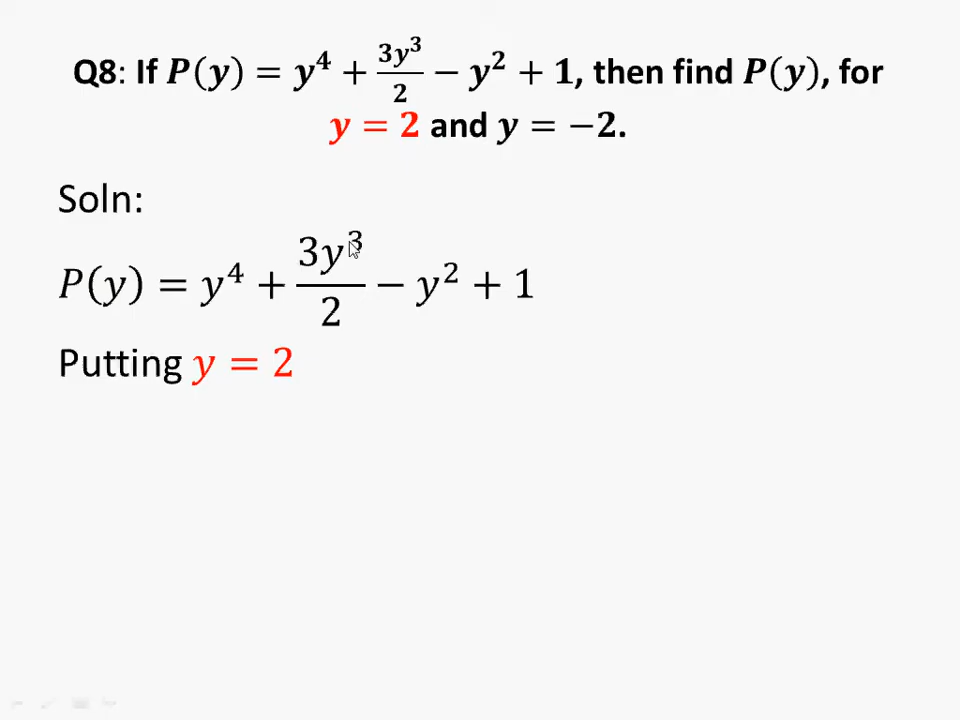 Q8: If P(y) = y⁴ + 3y³/2 − y² + 1, then find P(y), for
y = 2 and y = −2.
Soln:
P(y) = y⁴ + 3y³/2 − y² + 1
Putting y = 2